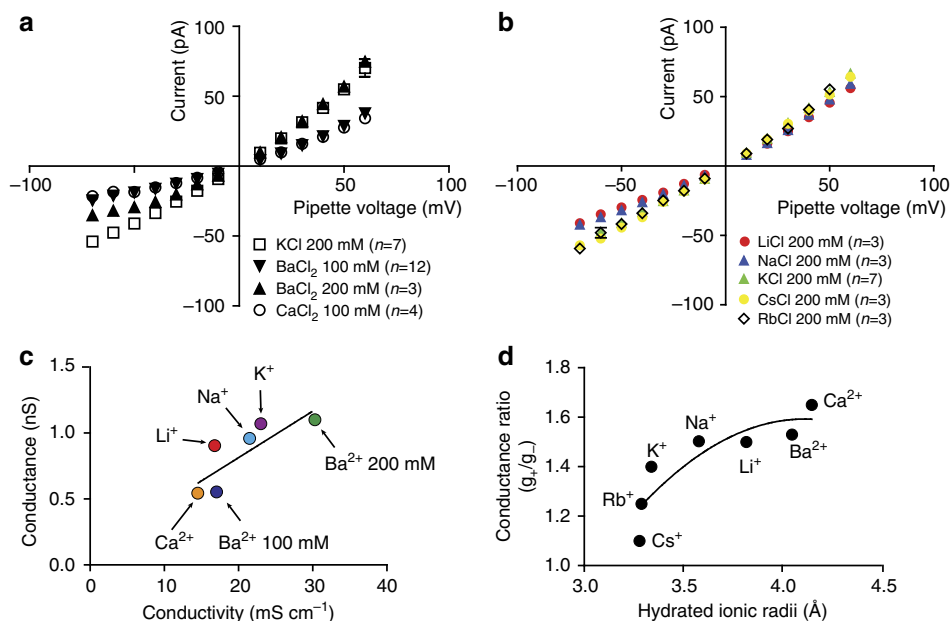 a
Current (pA)
100
50
−100
−50
50
100
Pipette voltage (mV)
−50
−100
KCl 200 mM (n=7)
BaCl2 100 mM (n=12)
BaCl2 200 mM (n=3)
CaCl2 100 mM (n=4)
b
Current (pA)
100
50
−100
−50
50
100
Pipette voltage (mV)
−50
−100
LiCl 200 mM (n=3)
NaCl 200 mM (n=3)
KCl 200 mM (n=7)
CsCl 200 mM (n=3)
RbCl 200 mM (n=3)
c
Conductance (nS)
1.5
1.0
0.5
0.0
K+
Na+
Li+
Ba2+ 200 mM
Ca2+
Ba2+ 100 mM
0
10
20
30
40
Conductivity (mS cm−1)
d
Conductance ratio
(g+/g−)
1.8
1.6
1.4
1.2
1.0
Ca2+
Na+
K+
Li+
Ba2+
Rb+
Cs+
3.0
3.5
4.0
4.5
Hydrated ionic radii (Å)